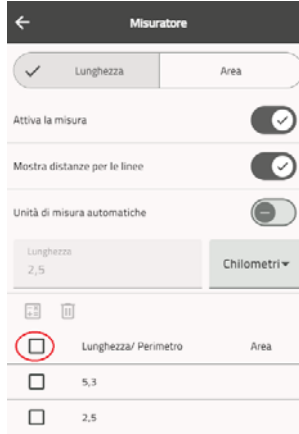 Misuratore
Lunghezza Area
Attiva la misura
Mostra distanze per le linee
Unità di misura automatiche
Lunghezza
2,5
Chilometri
Lunghezza/ Perimetro Area
5,3
2,5